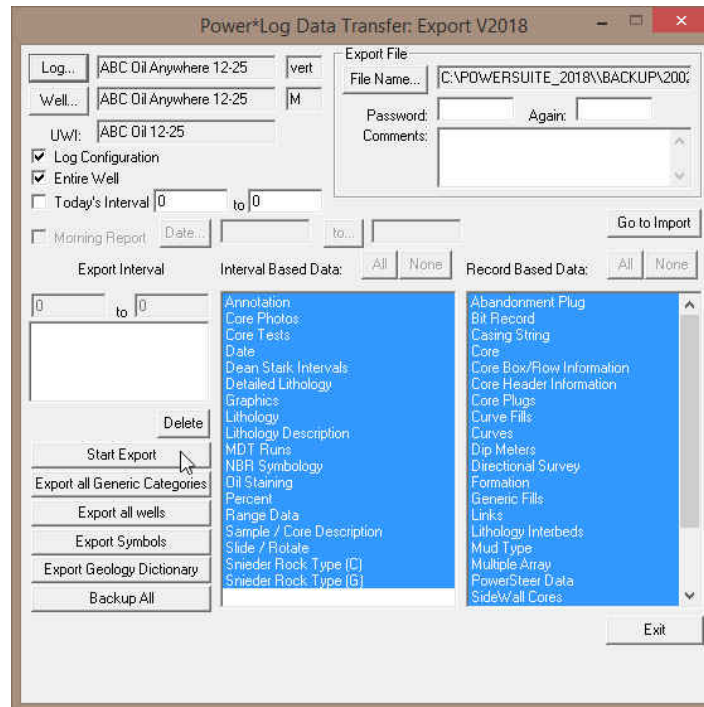 Power*Log Data Transfer: Export V2018
Log... ABC Oil Anywhere 12-25 vert
Well... ABC Oil Anywhere 12-25 M
UWI: ABC Oil 12-25
Log Configuration
Entire Well
Today's Interval 0 to 0
Morning Report Date... to...
Export File
File Name... C:\POWERSUITE_2018\\BACKUP\200
Password: Again:
Comments:
Go to Import
Export Interval
0 to 0
Delete
Start Export
Export all Generic Categories
Export all wells
Export Symbols
Export Geology Dictionary
Backup All
Interval Based Data: All None
Annotation
Core Photos
Core Tests
Date
Dean Stark Intervals
Detailed Lithology
Graphics
Lithology
Lithology Description
MDT Runs
NBR Symbology
Oil Staining
Percent
Range Data
Sample / Core Description
Slide / Rotate
Snieder Rock Type (C)
Snieder Rock Type (G)
Record Based Data: All None
Abandonment Plug
Bit Record
Casing String
Core
Core Box/Row Information
Core Header Information
Core Plugs
Curve Fills
Curves
Dip Meters
Directional Survey
Formation
Generic Fills
Links
Lithology Interbeds
Mud Type
Multiple Array
PowerSteer Data
SideWall Cores
Exit